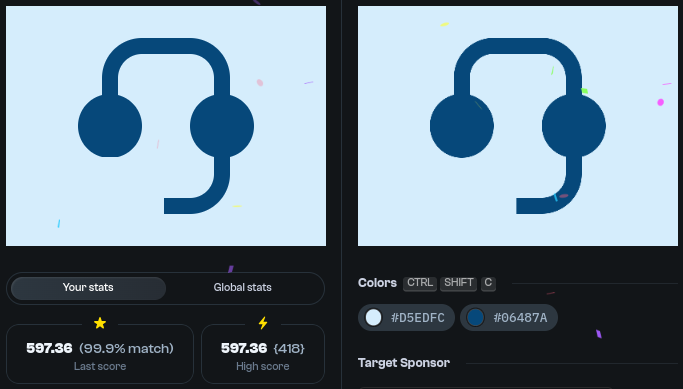 Your stats
Global stats
597.36 (99.9% match)
Last score
597.36 {418}
High score
Colors CTRL SHIFT C
#D5EDFC #06487A
Target Sponsor